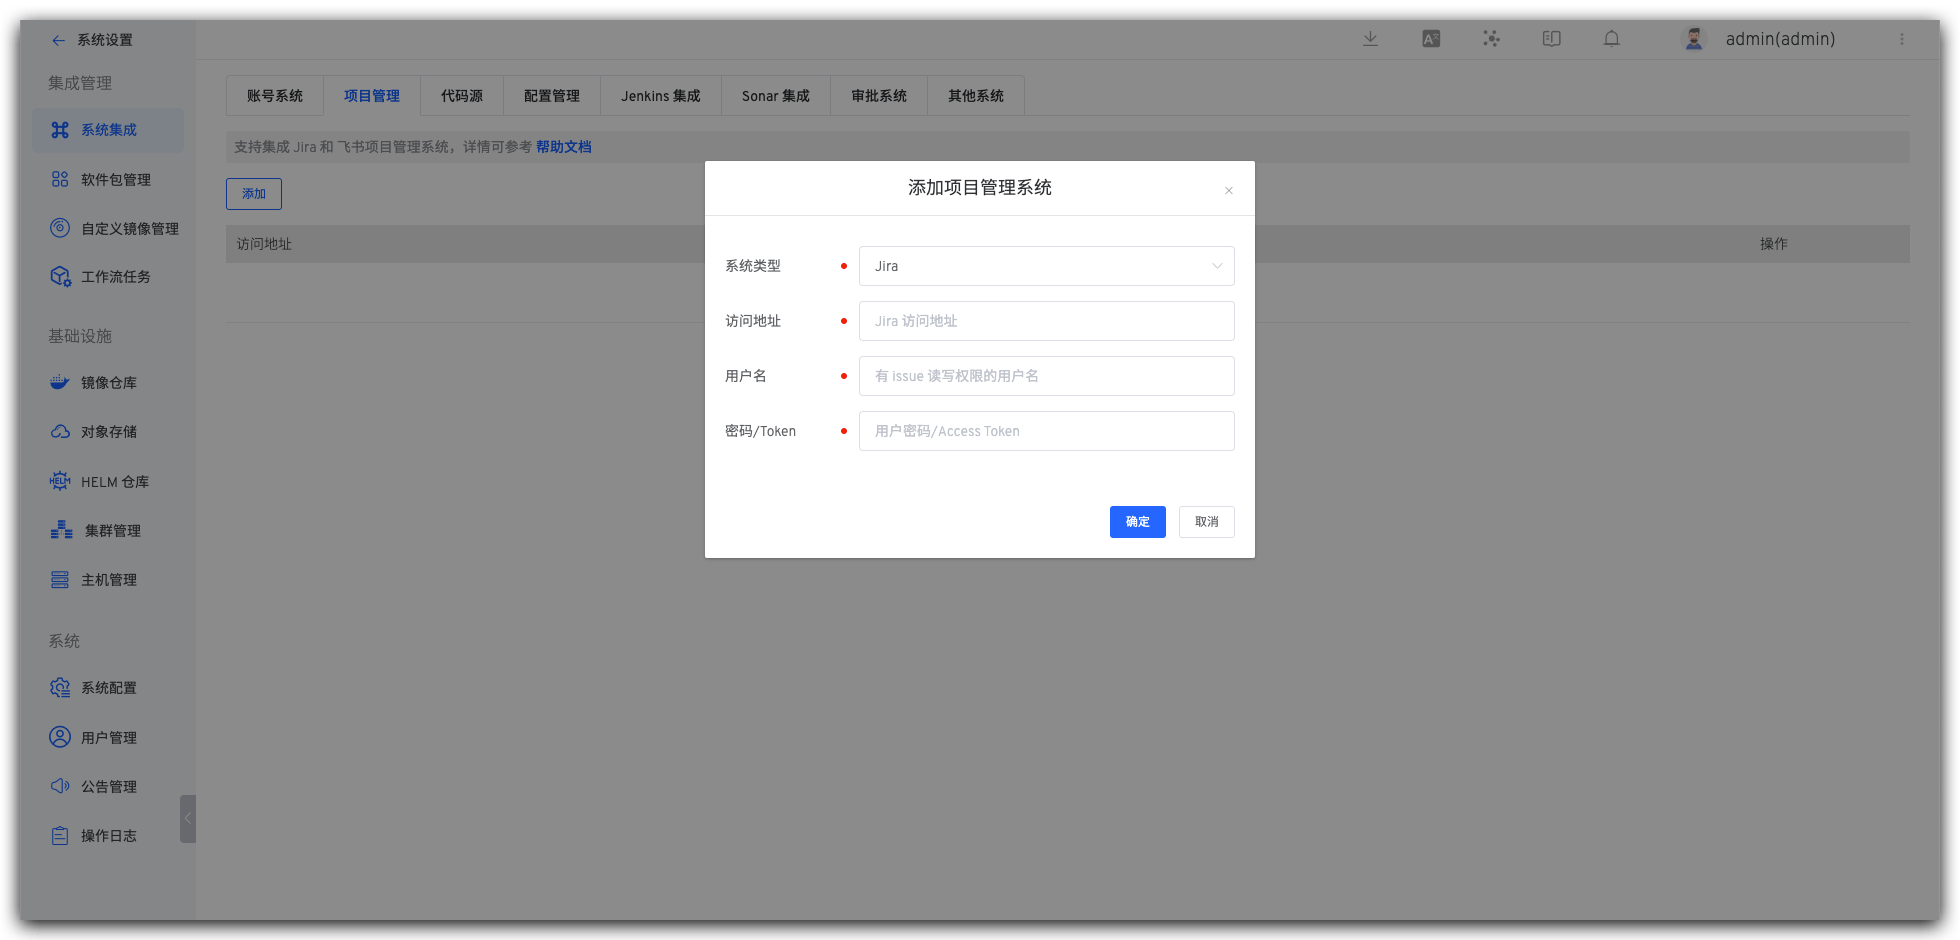 系统设置
admin(admin)
集成管理
系统集成
软件包管理
自定义镜像管理
工作流任务
基础设施
镜像仓库
对象存储
HELM
HELM 仓库
集群管理
主机管理
系统
系统配置
用户管理
公告管理
操作日志
账号系统 项目管理 代码源 配置管理 Jenkins 集成 Sonar 集成 审批系统 其他系统
支持集成 Jira 和 飞书项目管理系统，详情可参考 帮助文档
添加
访问地址 操作
添加项目管理系统
系统类型 Jira
访问地址 Jira 访问地址
用户名 有 issue 读写权限的用户名
密码/Token 用户密码/Access Token
确定 取消